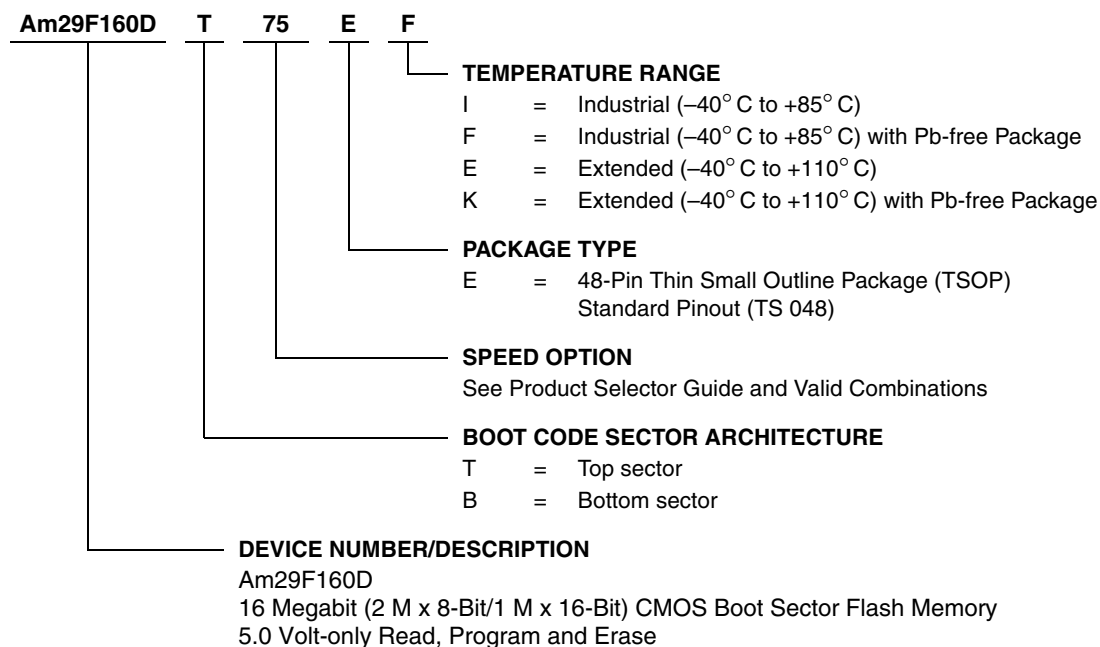 Am29F160D T 75 E F
TEMPERATURE RANGE
I = Industrial (–40° C to +85° C)
F = Industrial (–40° C to +85° C) with Pb-free Package
E = Extended (–40° C to +110° C)
K = Extended (–40° C to +110° C) with Pb-free Package
PACKAGE TYPE
E = 48-Pin Thin Small Outline Package (TSOP)
Standard Pinout (TS 048)
SPEED OPTION
See Product Selector Guide and Valid Combinations
BOOT CODE SECTOR ARCHITECTURE
T = Top sector
B = Bottom sector
DEVICE NUMBER/DESCRIPTION
Am29F160D
16 Megabit (2 M x 8-Bit/1 M x 16-Bit) CMOS Boot Sector Flash Memory
5.0 Volt-only Read, Program and Erase